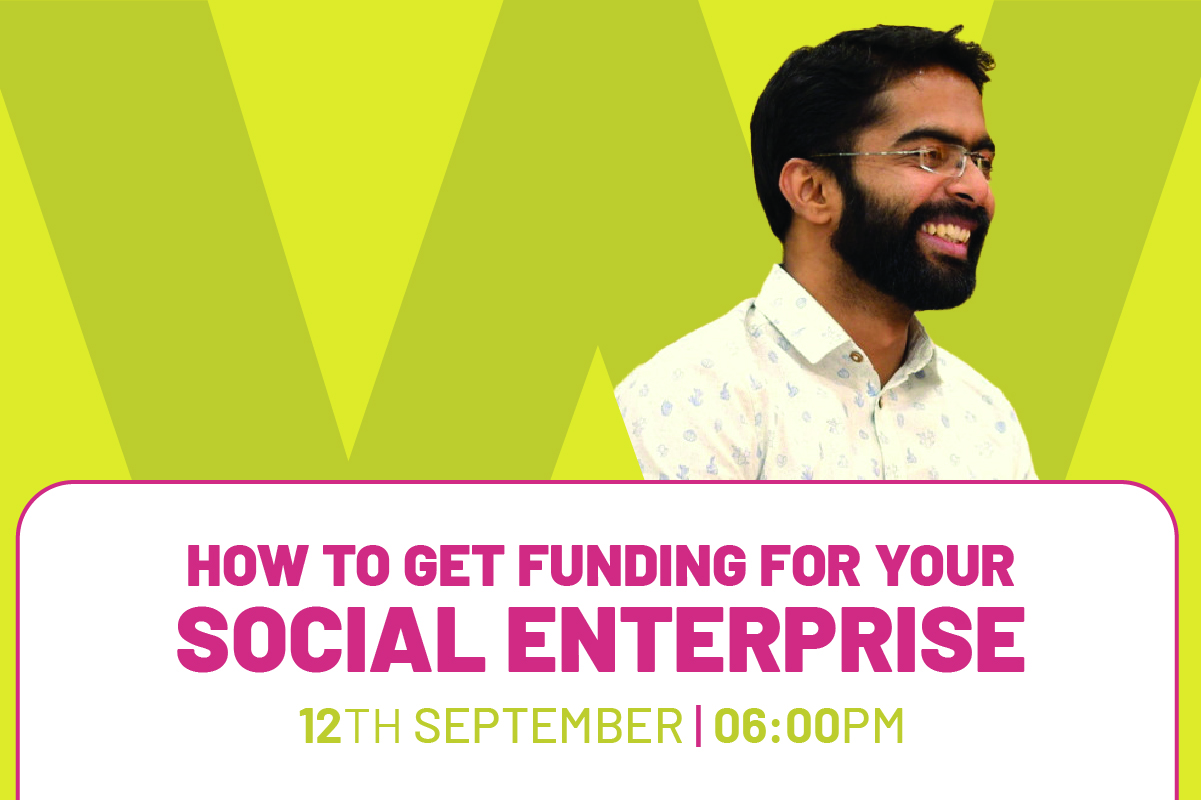 HOW TO GET FUNDING FOR YOUR
SOCIAL ENTERPRISE
12TH SEPTEMBER | 06:00PM